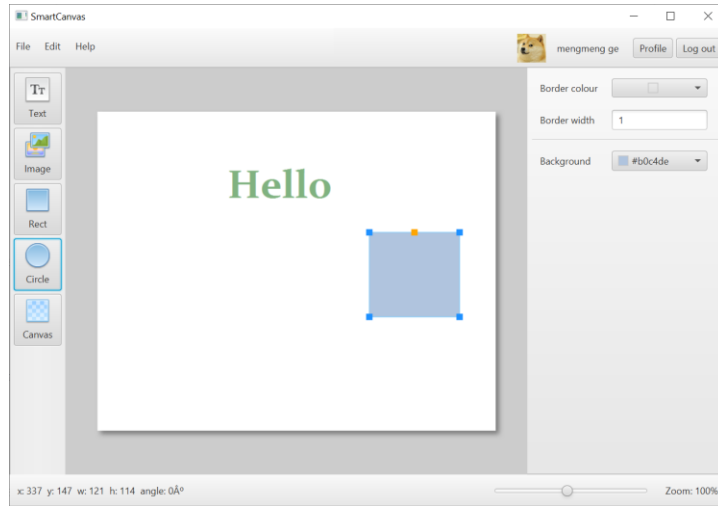 SmartCanvas
File Edit Help
mengmeng ge Profile Log out
Text
Image
Rect
Circle
Canvas
Hello
Border colour
Border width 1
Background #b0c4de
x: 337 y: 147 w: 121 h: 114 angle: 0Âº
Zoom: 100%